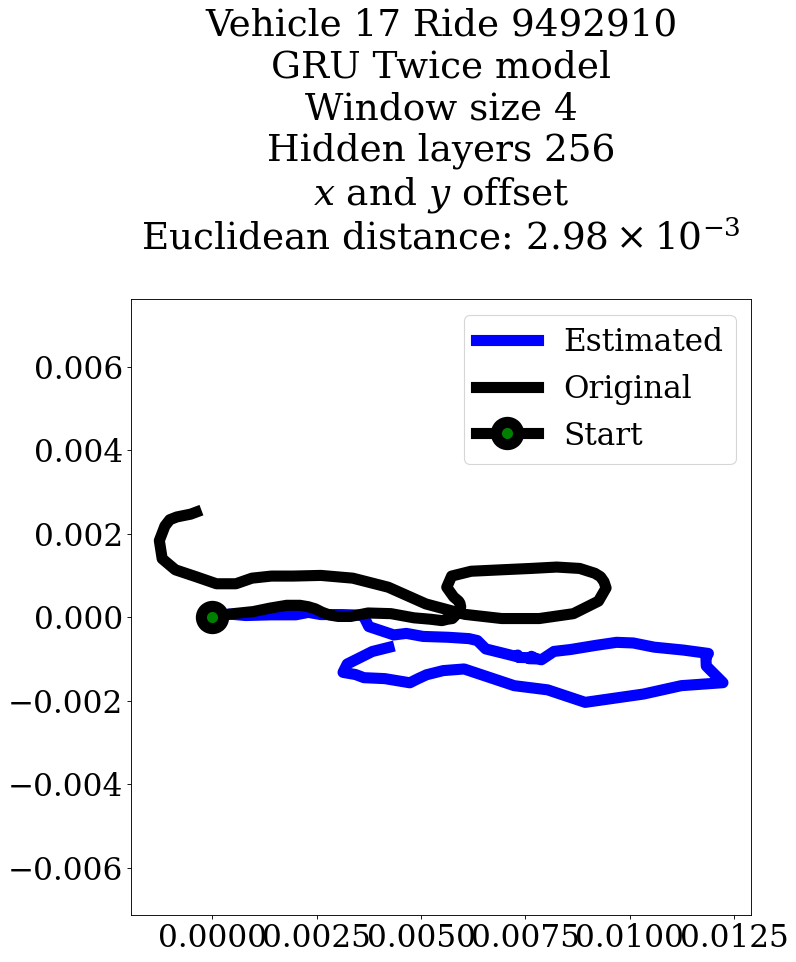 Vehicle 17 Ride 9492910
GRU Twice model
Window size 4
Hidden layers 256
x and y offset
Euclidean distance: 2.98 × 10⁻³
Estimated
Original
Start
0.006
0.004
0.002
0.000
−0.002
−0.004
−0.006
0.0000 0.0025 0.0050 0.0075 0.0100 0.0125